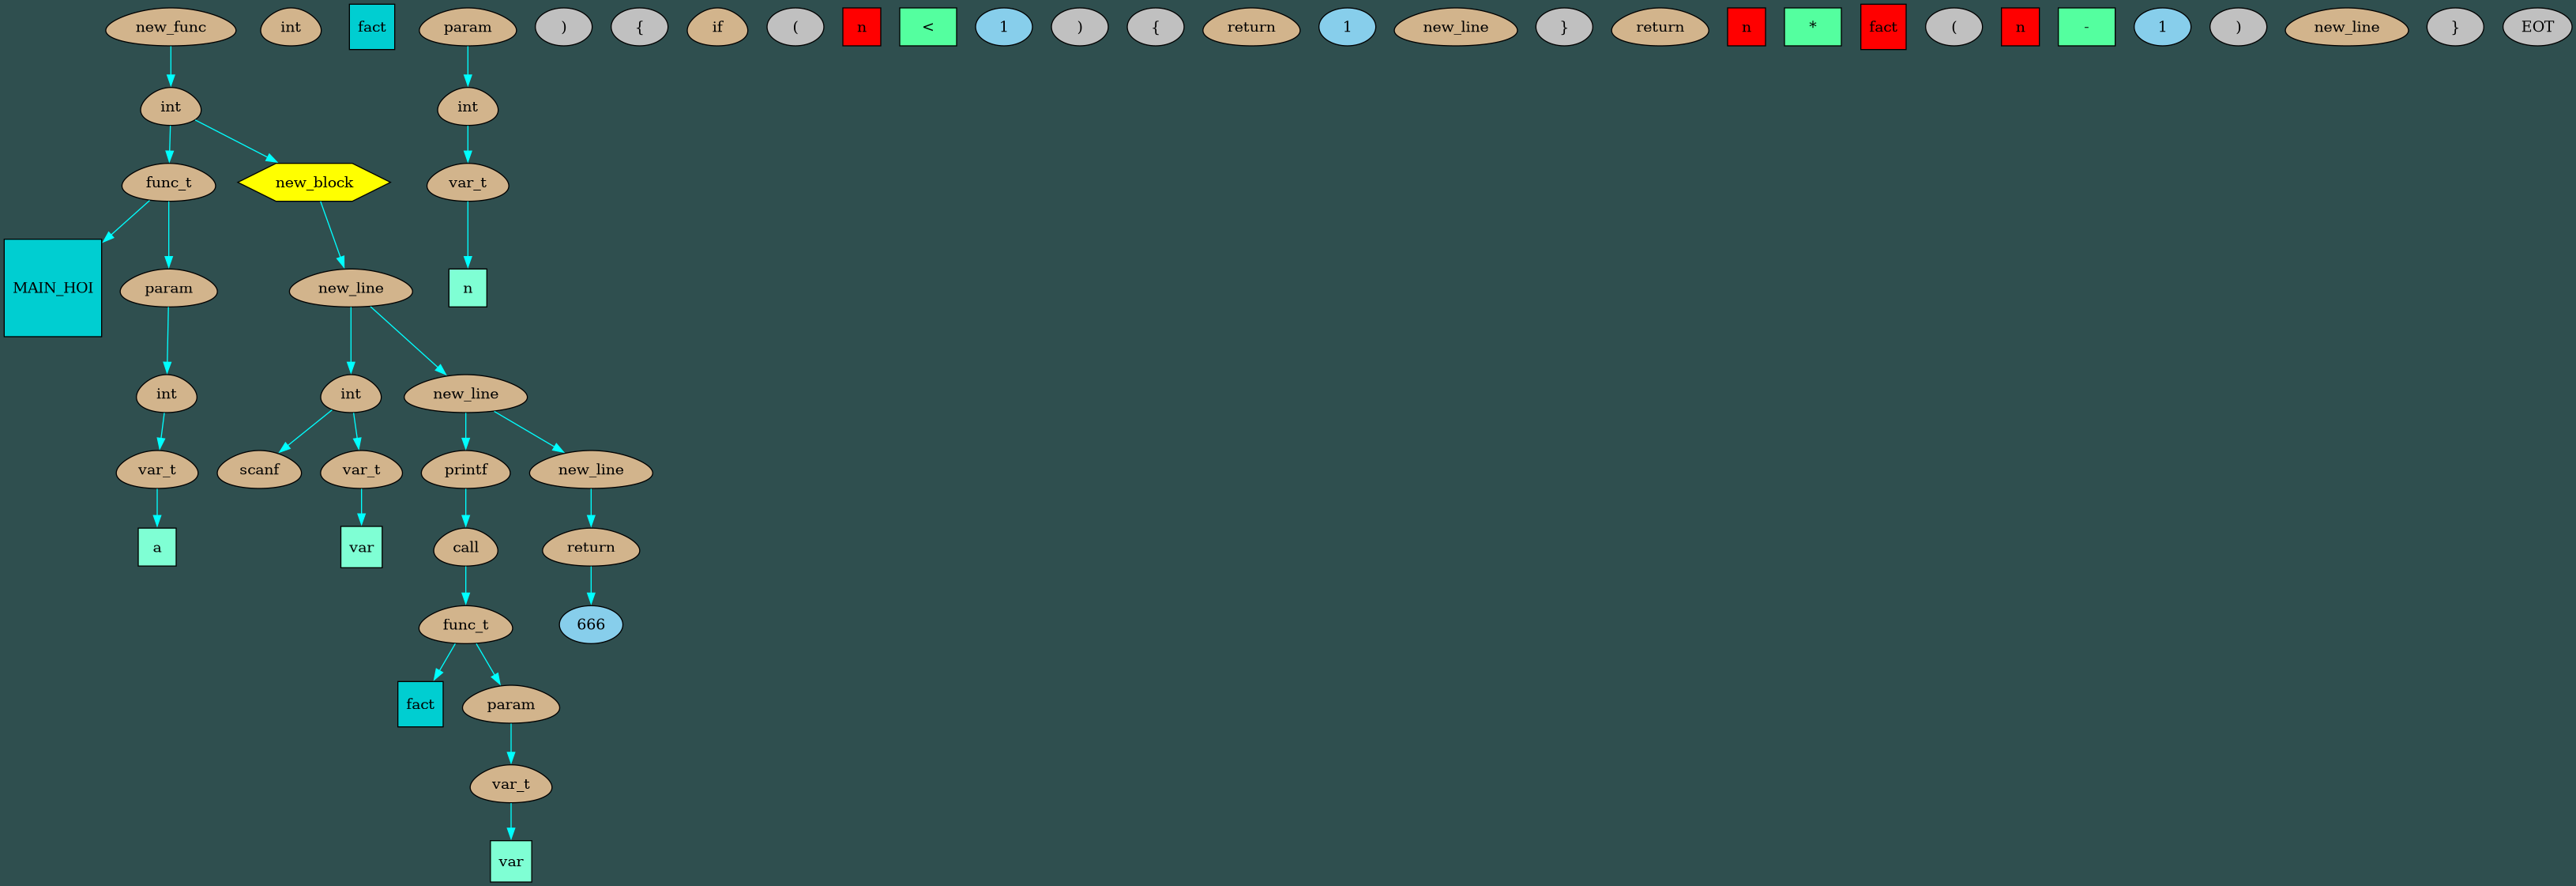 new_func int fact param ) { if ( n < 1 ) { return 1 new_line } return n * fact ( n - 1 ) new_line } EOT
int int
func_t new_block var_t
MAIN_HOI param new_line n
int int new_line
var_t scanf var_t printf new_line
a var call return
func_t 666
fact param
var_t
var